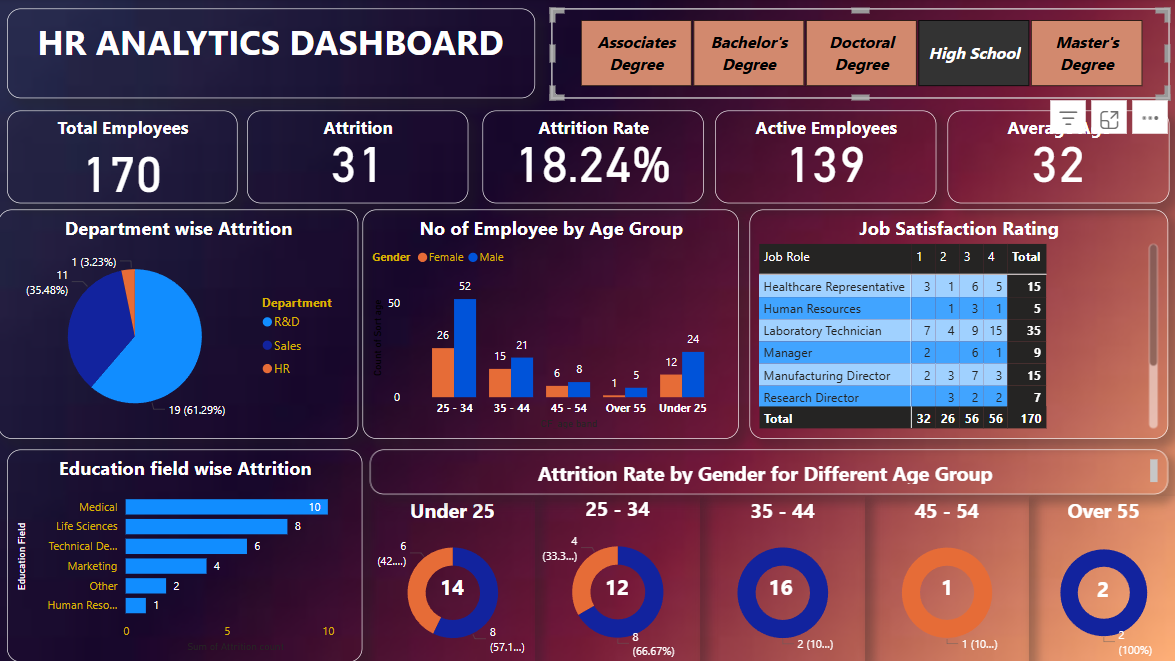 HR ANALYTICS DASHBOARD
Associates Degree
Bachelor's Degree
Doctoral Degree
High School
Master's Degree
Total Employees
170
Attrition
31
Attrition Rate
18.24%
Active Employees
139
32
Department wise Attrition
1 (3.23%)
11
(35.48%)
19 (61.29%)
Department
R&D
Sales
HR
No of Employee by Age Group
Gender Female Male
50
0
26 52
15 21
6 8
1 5
12 24
25 - 34 35 - 44 45 - 54 Over 55 Under 25
Job Satisfaction Rating
Job Role 1 2 3 4 Total
Healthcare Representative 3 1 6 5 15
Human Resources 1 3 1 5
Laboratory Technician 7 4 9 15 35
Manager 2 6 1 9
Manufacturing Director 2 3 7 3 15
Research Director 3 2 2 7
Total 32 26 56 56 170
Education field wise Attrition
Education Field
Medical 10
Life Sciences 8
Technical De... 6
Marketing 4
Other 2
Human Reso... 1
0 5 10
Attrition Rate by Gender for Different Age Group
Under 25
6
(42....)
14
8
(57.1...)
25 - 34
4
(33.3...)
12
8
(66.67%)
35 - 44
16
2 (10...)
45 - 54
1
1 (10...)
Over 55
2
2
(100%)